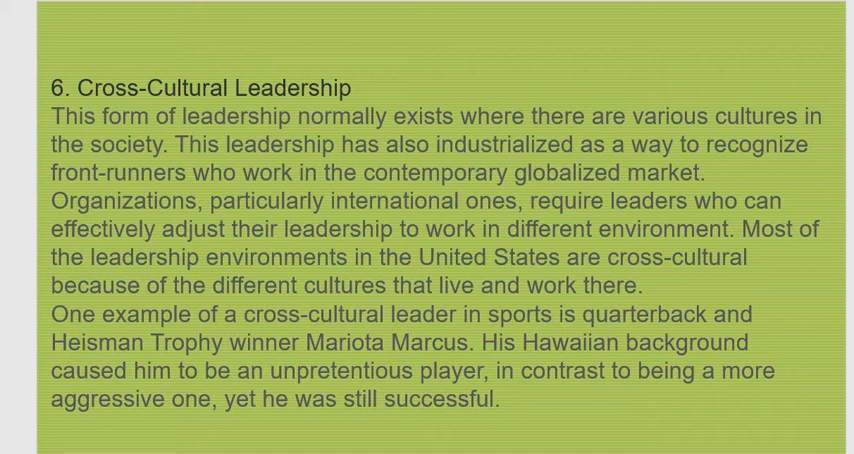 6. Cross-Cultural Leadership
This form of leadership normally exists where there are various cultures in
the society. This leadership has also industrialized as a way to recognize
front-runners who work in the contemporary globalized market.
Organizations, particularly international ones, require leaders who can
effectively adjust their leadership to work in different environment. Most of
the leadership environments in the United States are cross-cultural
because of the different cultures that live and work there.
One example of a cross-cultural leader in sports is quarterback and
Heisman Trophy winner Mariota Marcus. His Hawaiian background
caused him to be an unpretentious player, in contrast to being a more
aggressive one, yet he was still successful.